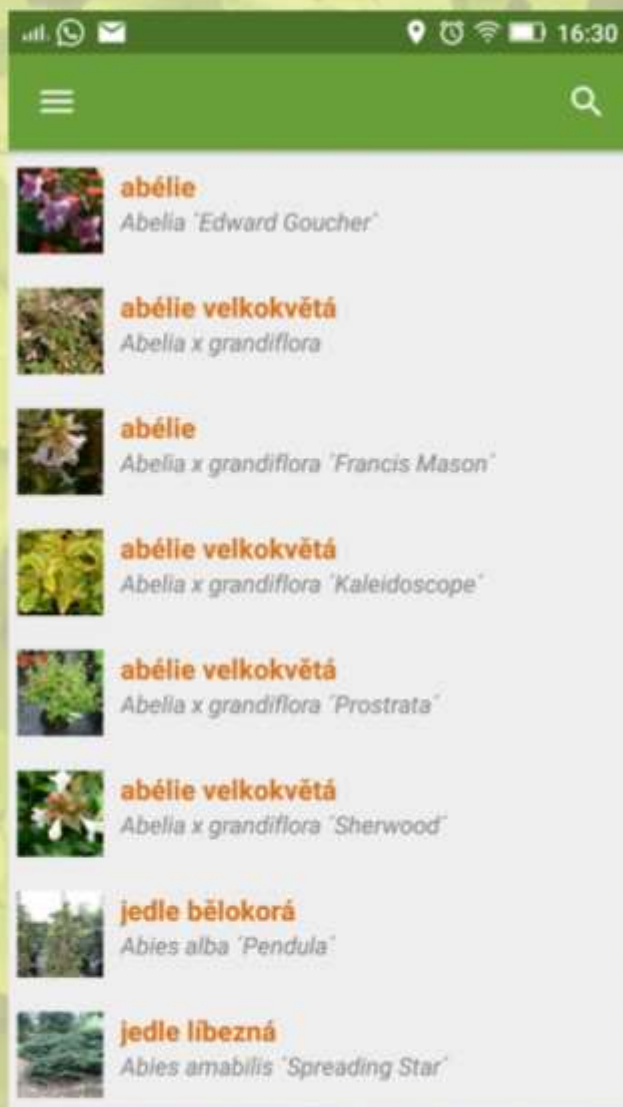 16:30
abélie
Abelia ´Edward Goucher´
abélie velkokvětá
Abelia x grandiflora
abélie
Abelia x grandiflora ´Francis Mason´
abélie velkokvětá
Abelia x grandiflora ´Kaleidoscope´
abélie velkokvětá
Abelia x grandiflora ´Prostrata´
abélie velkokvětá
Abelia x grandiflora ´Sherwood´
jedle bělokorá
Abies alba ´Pendula´
jedle líbezná
Abies amabilis ´Spreading Star´